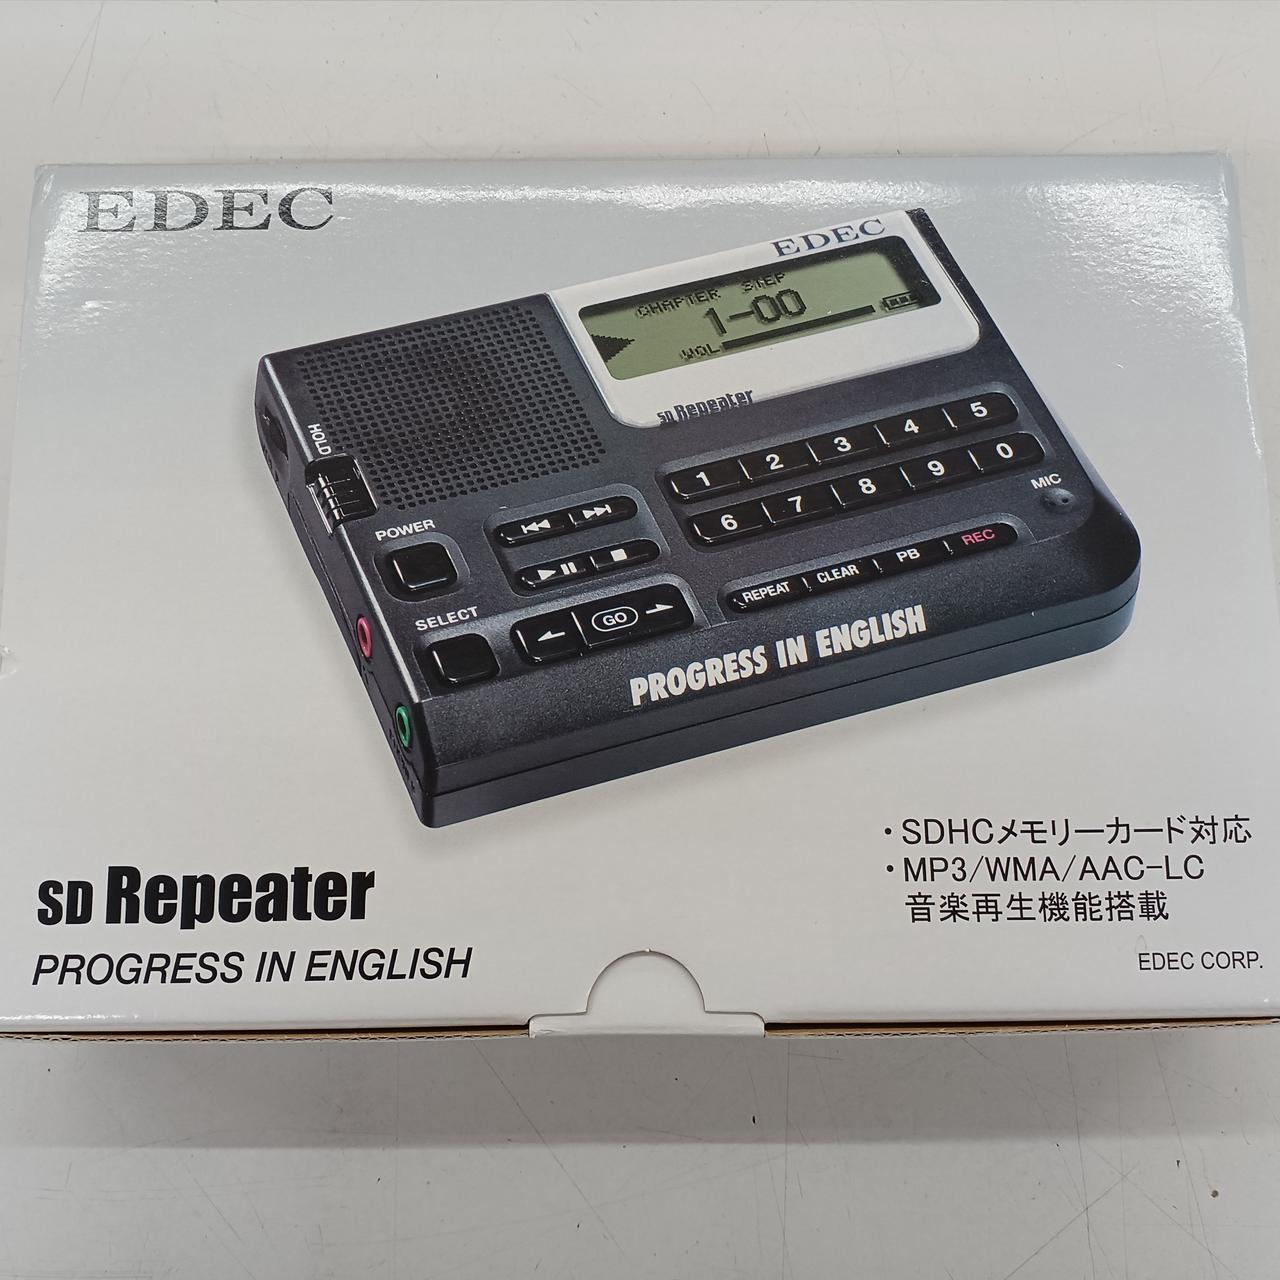 EDEC
EDEC
CHAPTER STEP
1-00
VOL
SD Repeater
HOLD
1 2 3 4 5
6 7 8 9 0
MIC
POWER
SELECT
GO
REPEAT CLEAR PB REC
PROGRESS IN ENGLISH
SD Repeater
PROGRESS IN ENGLISH
・SDHCメモリーカード対応
・MP3/WMA/AAC-LC
音楽再生機能搭載
EDEC CORP.